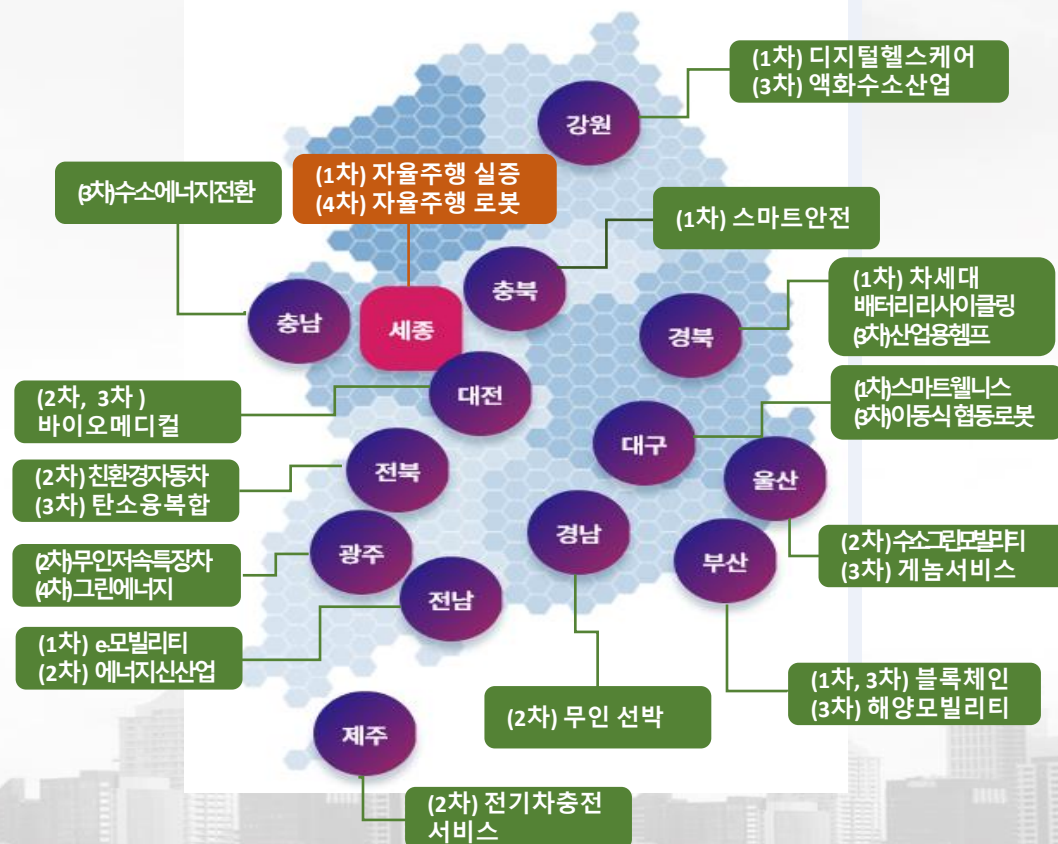 (1차) 디지털헬스케어
(3차) 액화수소산업
강원
(3차)수소에너지전환
(1차) 자율주행 실증
(4차) 자율주행 로봇
(1차) 스마트안전
충남
세종
충북
경북
(1차) 차세대
배터리리사이클링
(3차)산업용헴프
(2차, 3차 )
바이오메디컬
대전
대구
(1차)스마트웰니스
(3차)이동식 협동로봇
(2차) 친환경자동차
(3차) 탄소융복합
전북
울산
(2차)무인저속특장차
(4차)그린에너지
광주
경남
부산
(2차) 수소그린모빌리티
(3차) 게놈서비스
(1차) e-모빌리티
(2차) 에너지신산업
전남
(2차) 무인 선박
(1차, 3차) 블록체인
(3차) 해양모빌리티
제주
(2차) 전기차충전
서비스